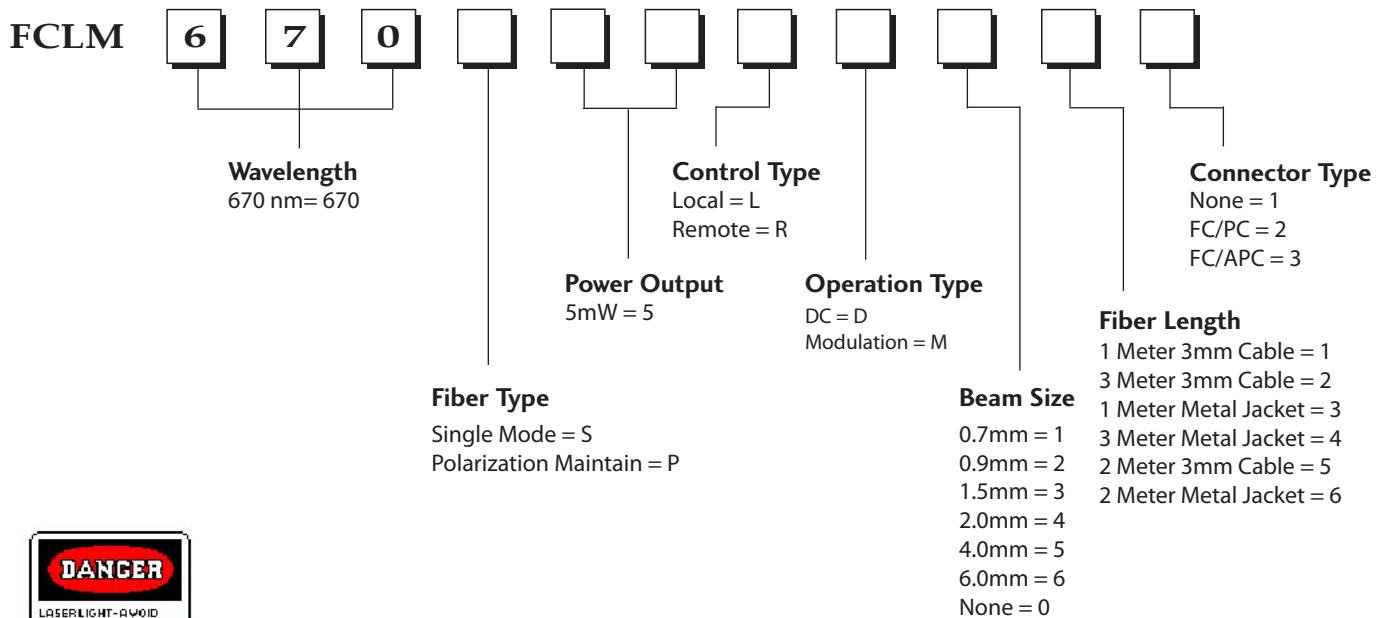 FCLM 6 7 0
Wavelength
670 nm= 670
Control Type
Local = L
Remote = R
Connector Type
None = 1
FC/PC = 2
FC/APC = 3
Power Output
5mW = 5
Operation Type
DC = D
Modulation = M
Fiber Length
1 Meter 3mm Cable = 1
3 Meter 3mm Cable = 2
1 Meter Metal Jacket = 3
3 Meter Metal Jacket = 4
2 Meter 3mm Cable = 5
2 Meter Metal Jacket = 6
Fiber Type
Single Mode = S
Polarization Maintain = P
Beam Size
0.7mm = 1
0.9mm = 2
1.5mm = 3
2.0mm = 4
4.0mm = 5
6.0mm = 6
None = 0
DANGER
LASERLIGHT-AVOID